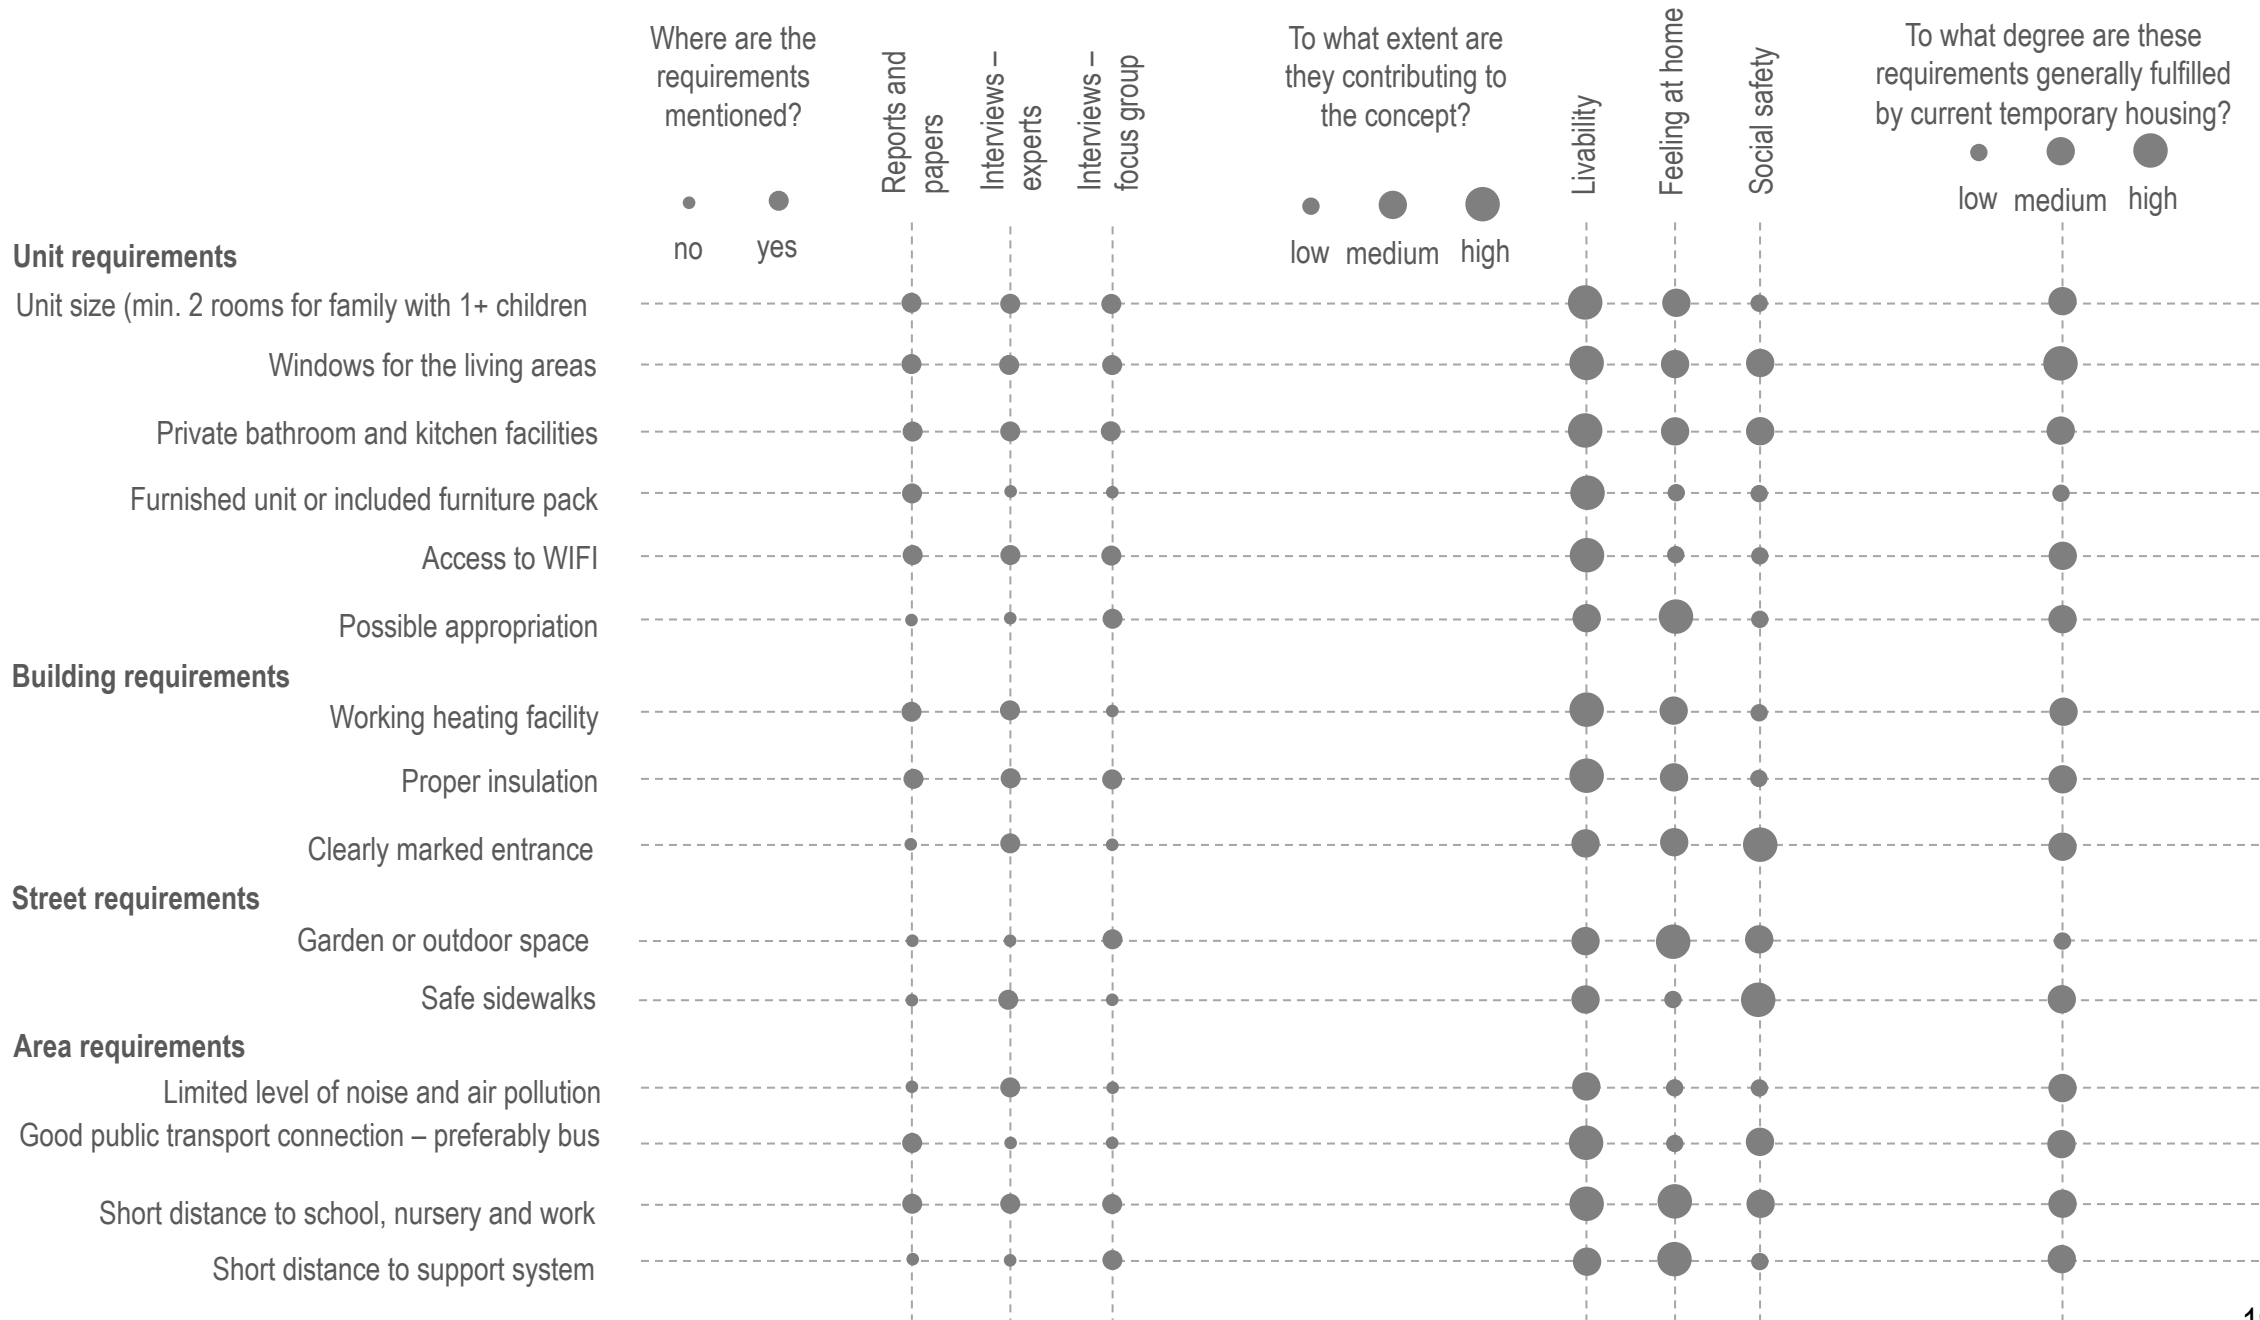 Where are the
requirements
mentioned?
no yes
Reports and
papers
Interviews –
experts
Interviews –
focus group
To what extent are
they contributing to
the concept?
low medium high
Livability
Feeling at home
Social safety
To what degree are these
requirements generally fulfilled
by current temporary housing?
low medium high
Unit requirements
Unit size (min. 2 rooms for family with 1+ children
Windows for the living areas
Private bathroom and kitchen facilities
Furnished unit or included furniture pack
Access to WIFI
Possible appropriation
Building requirements
Working heating facility
Proper insulation
Clearly marked entrance
Street requirements
Garden or outdoor space
Safe sidewalks
Area requirements
Limited level of noise and air pollution
Good public transport connection – preferably bus
Short distance to school, nursery and work
Short distance to support system